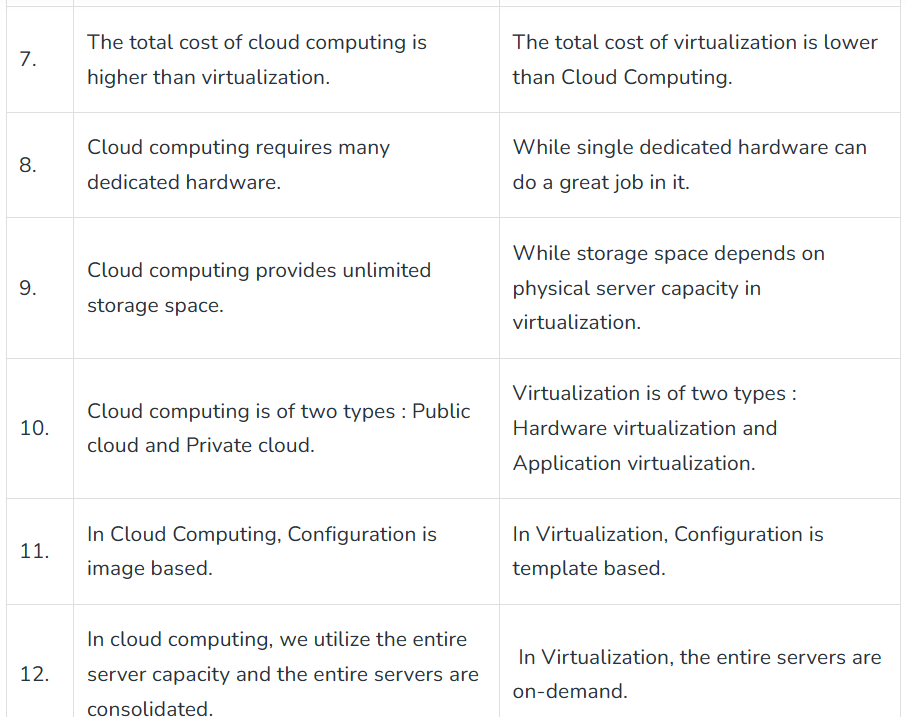 7.
The total cost of cloud computing is
higher than virtualization.
The total cost of virtualization is lower
than Cloud Computing.
8.
Cloud computing requires many
dedicated hardware.
While single dedicated hardware can
do a great job in it.
9.
Cloud computing provides unlimited
storage space.
While storage space depends on
physical server capacity in
virtualization.
10.
Cloud computing is of two types : Public
cloud and Private cloud.
Virtualization is of two types :
Hardware virtualization and
Application virtualization.
11.
In Cloud Computing, Configuration is
image based.
In Virtualization, Configuration is
template based.
12.
In cloud computing, we utilize the entire
server capacity and the entire servers are
consolidated.
In Virtualization, the entire servers are
on-demand.